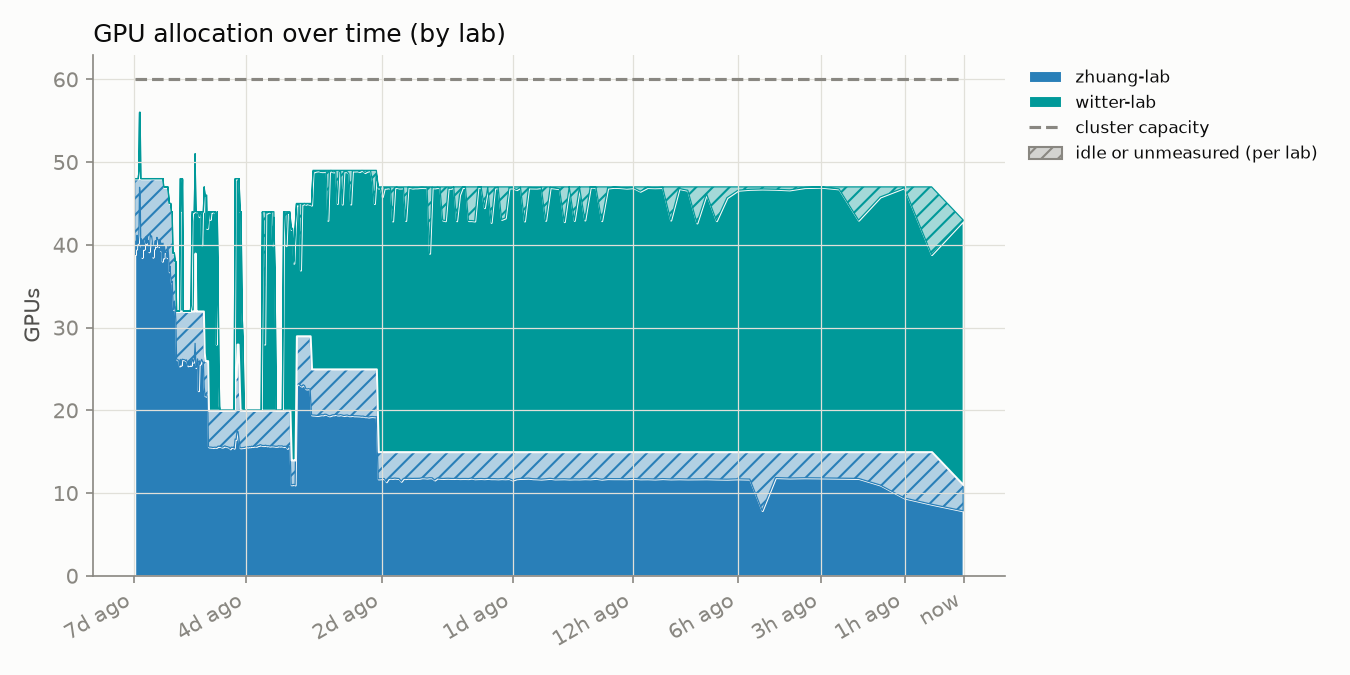 GPU allocation over time (by lab)
zhuang-lab
witter-lab
cluster capacity
idle or unmeasured (per lab)
GPUs
60
50
40
30
20
10
0
7d ago
4d ago
2d ago
1d ago
12h ago
6h ago
3h ago
1h ago
now